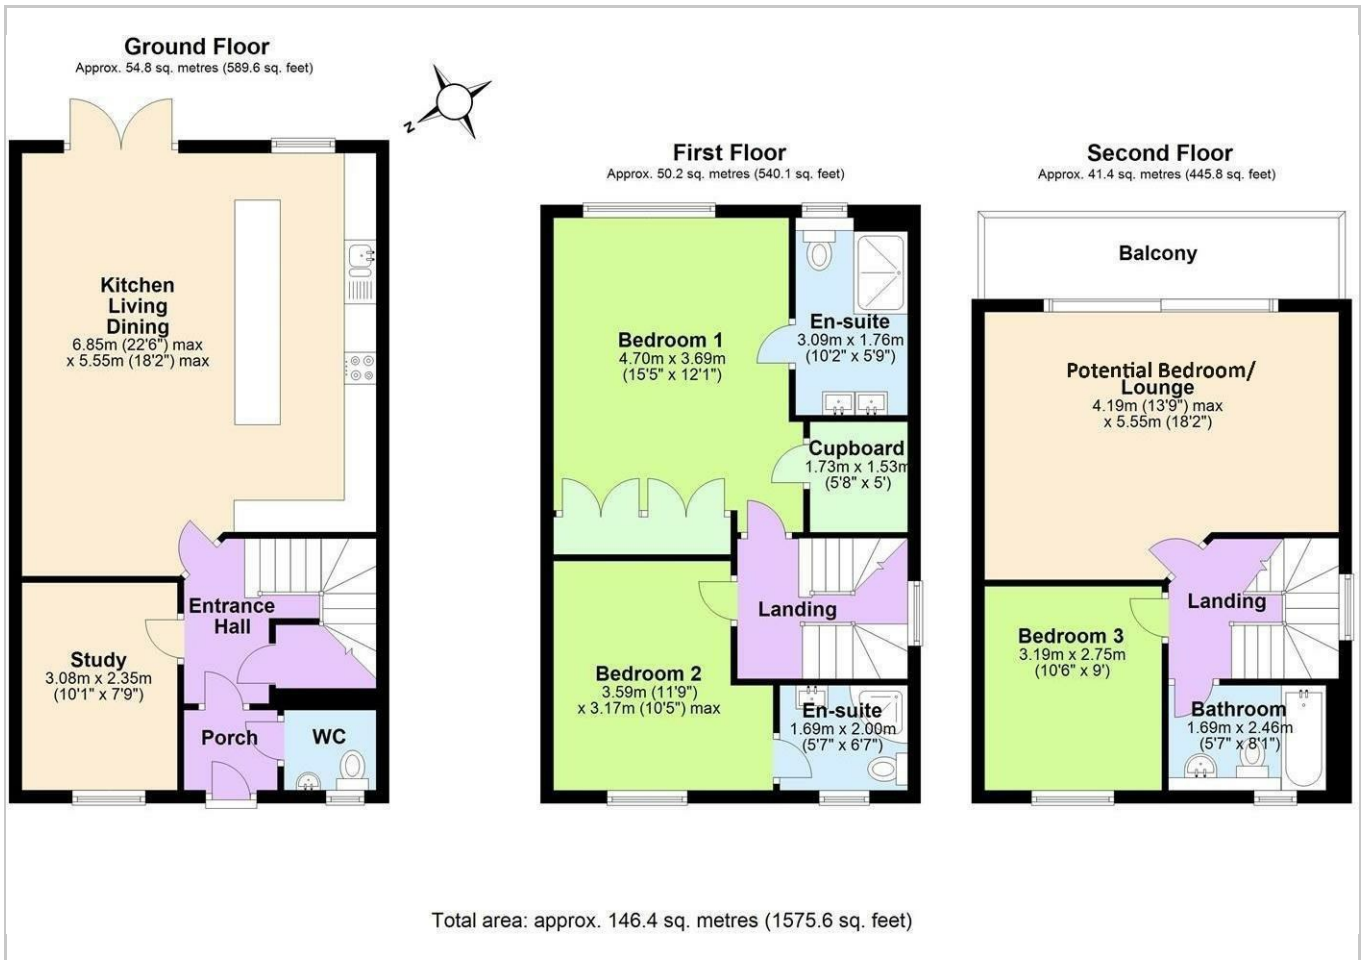 Ground Floor
Approx. 54.8 sq. metres (589.6 sq. feet)
N
Kitchen
Living
Dining
6.85m (22'6") max
x 5.55m (18'2") max
Entrance
Hall
Study
3.08m x 2.35m
(10'1" x 7'9")
Porch
WC
First Floor
Approx. 50.2 sq. metres (540.1 sq. feet)
Bedroom 1
4.70m x 3.69m
(15'5" x 12'1")
En-suite
3.09m x 1.76m
(10'2" x 5'9")
Cupboard
1.73m x 1.53m
(5'8" x 5')
Landing
Bedroom 2
3.59m (11'9")
x 3.17m (10'5") max
En-suite
1.69m x 2.00m
(5'7" x 6'7")
Second Floor
Approx. 41.4 sq. metres (445.8 sq. feet)
Balcony
Potential Bedroom/
Lounge
4.19m (13'9") max
x 5.55m (18'2")
Landing
Bedroom 3
3.19m x 2.75m
(10'6" x 9')
Bathroom
1.69m x 2.46m
(5'7" x 8'1")
Total area: approx. 146.4 sq. metres (1575.6 sq. feet)